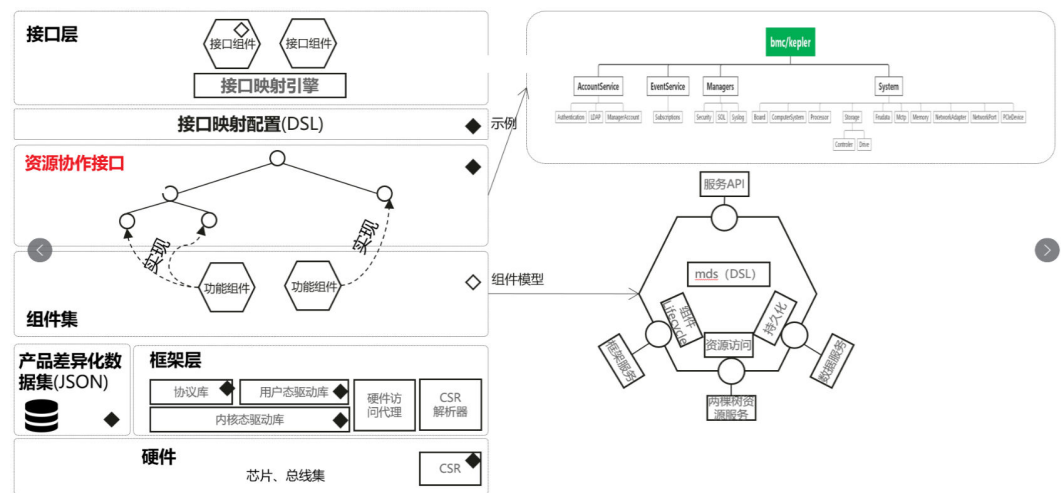 接口层
接口组件
接口组件
接口映射引擎
接口映射配置(DSL)
示例
资源协作接口
实现
实现
功能组件
功能组件
组件模型
组件集
产品差异化数
据集(JSON)
框架层
协议库
用户态驱动库
内核态驱动库
硬件访
问代理
CSR
解析器
硬件
芯片、总线集
CSR
bmc/kepler
AccountService
EventService
Managers
System
Authentication
LDAP
ManagerAccount
Subscriptions
Security
SOL
Syslog
Board
ComputerSystem
Processor
Storage
Frudata
Mctp
Memory
NetworkAdapter
NetworkPort
PCIeDevice
Controller
Drive
服务API
mds（DSL）
组件
Lifecycle
持久化
资源访问
框架服务
数据服务
两棵树资
源服务